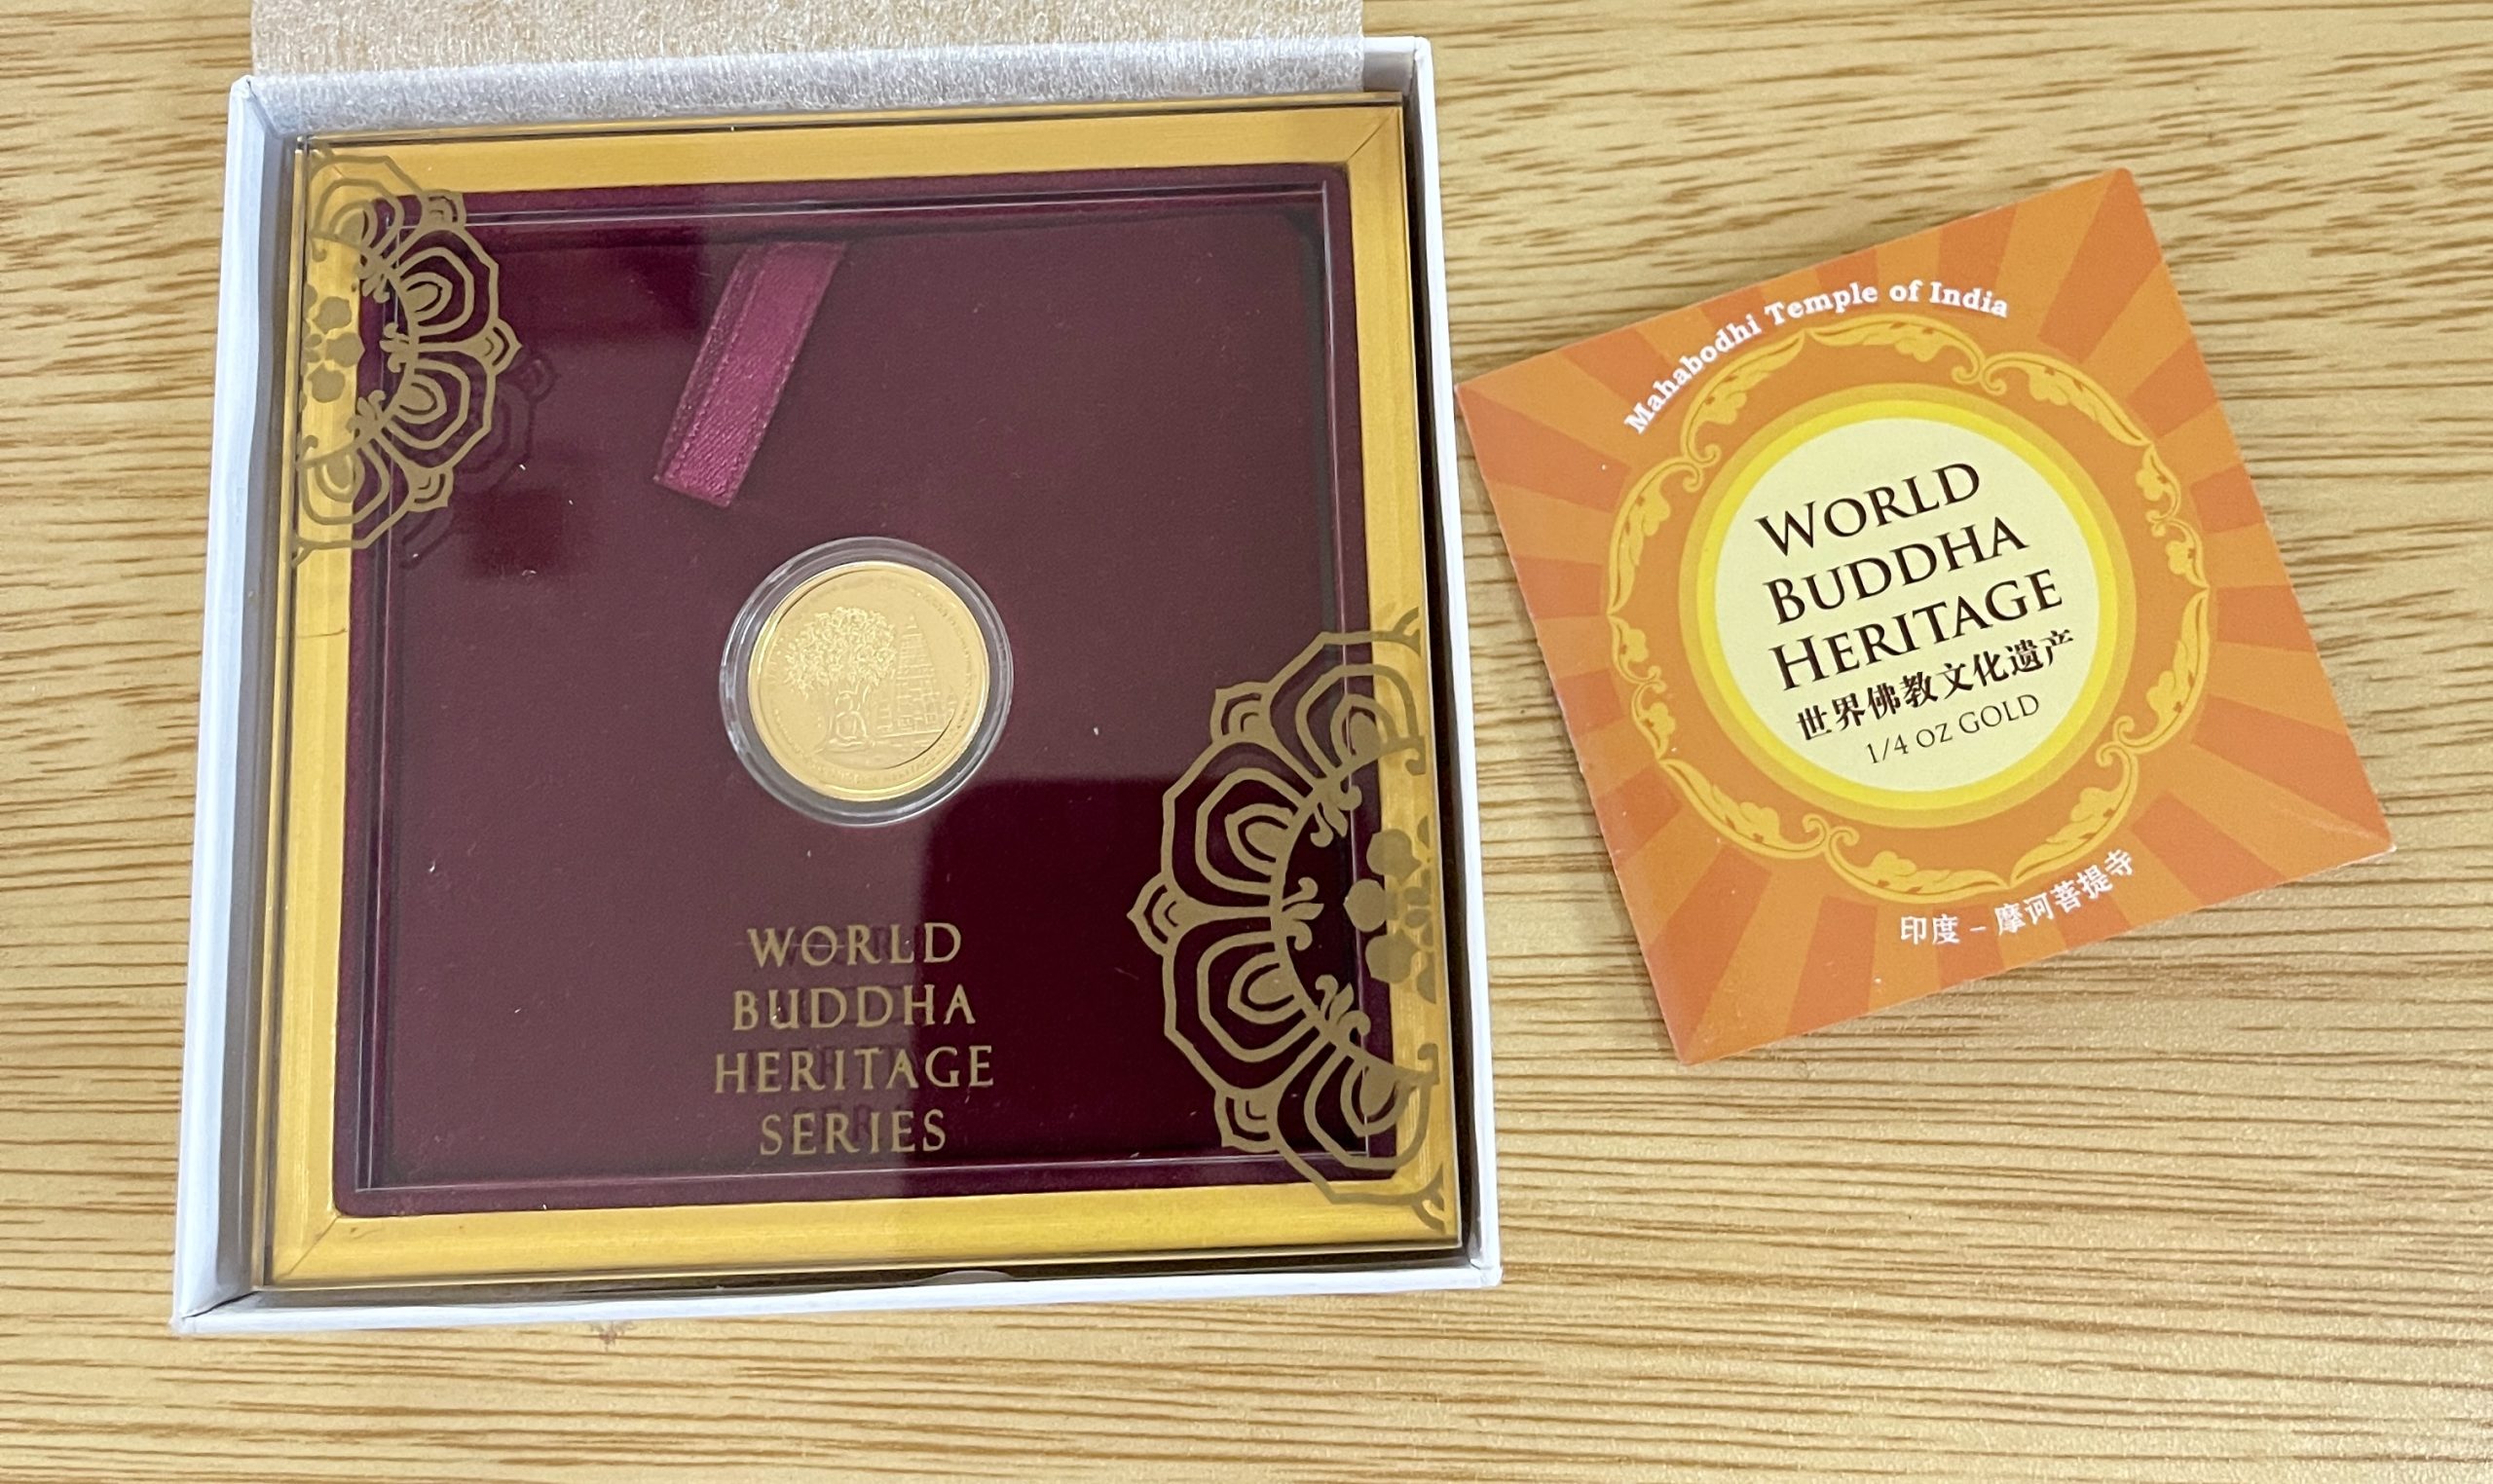 WORLD
BUDDHA
HERITAGE
SERIES
Mahabodhi Temple of India
WORLD
BUDDHA
HERITAGE
世界佛教文化遗产
1/4 OZ GOLD
印度 – 摩诃菩提寺